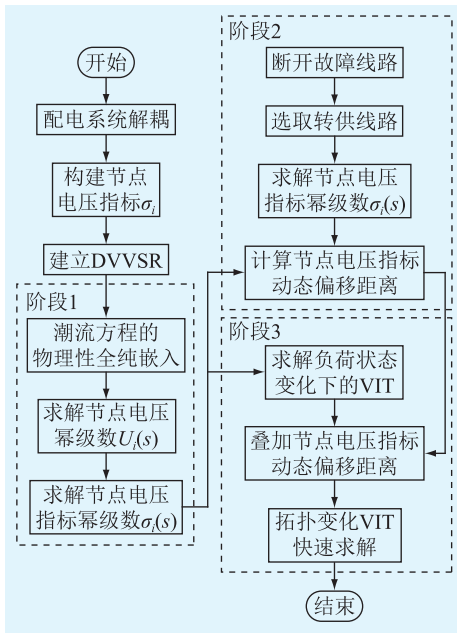 开始
配电系统解耦
构建节点
电压指标σi
建立DVVSR
阶段1
潮流方程的
物理性全纯嵌入
求解节点电压
幂级数Ui(s)
求解节点电压
指标幂级数σi(s)
阶段2
断开故障线路
选取转供线路
求解节点电压
指标幂级数σi(s)
计算节点电压指标
动态偏移距离
阶段3
求解负荷状态
变化下的VIT
叠加节点电压指标
动态偏移距离
拓扑变化VIT
快速求解
结束